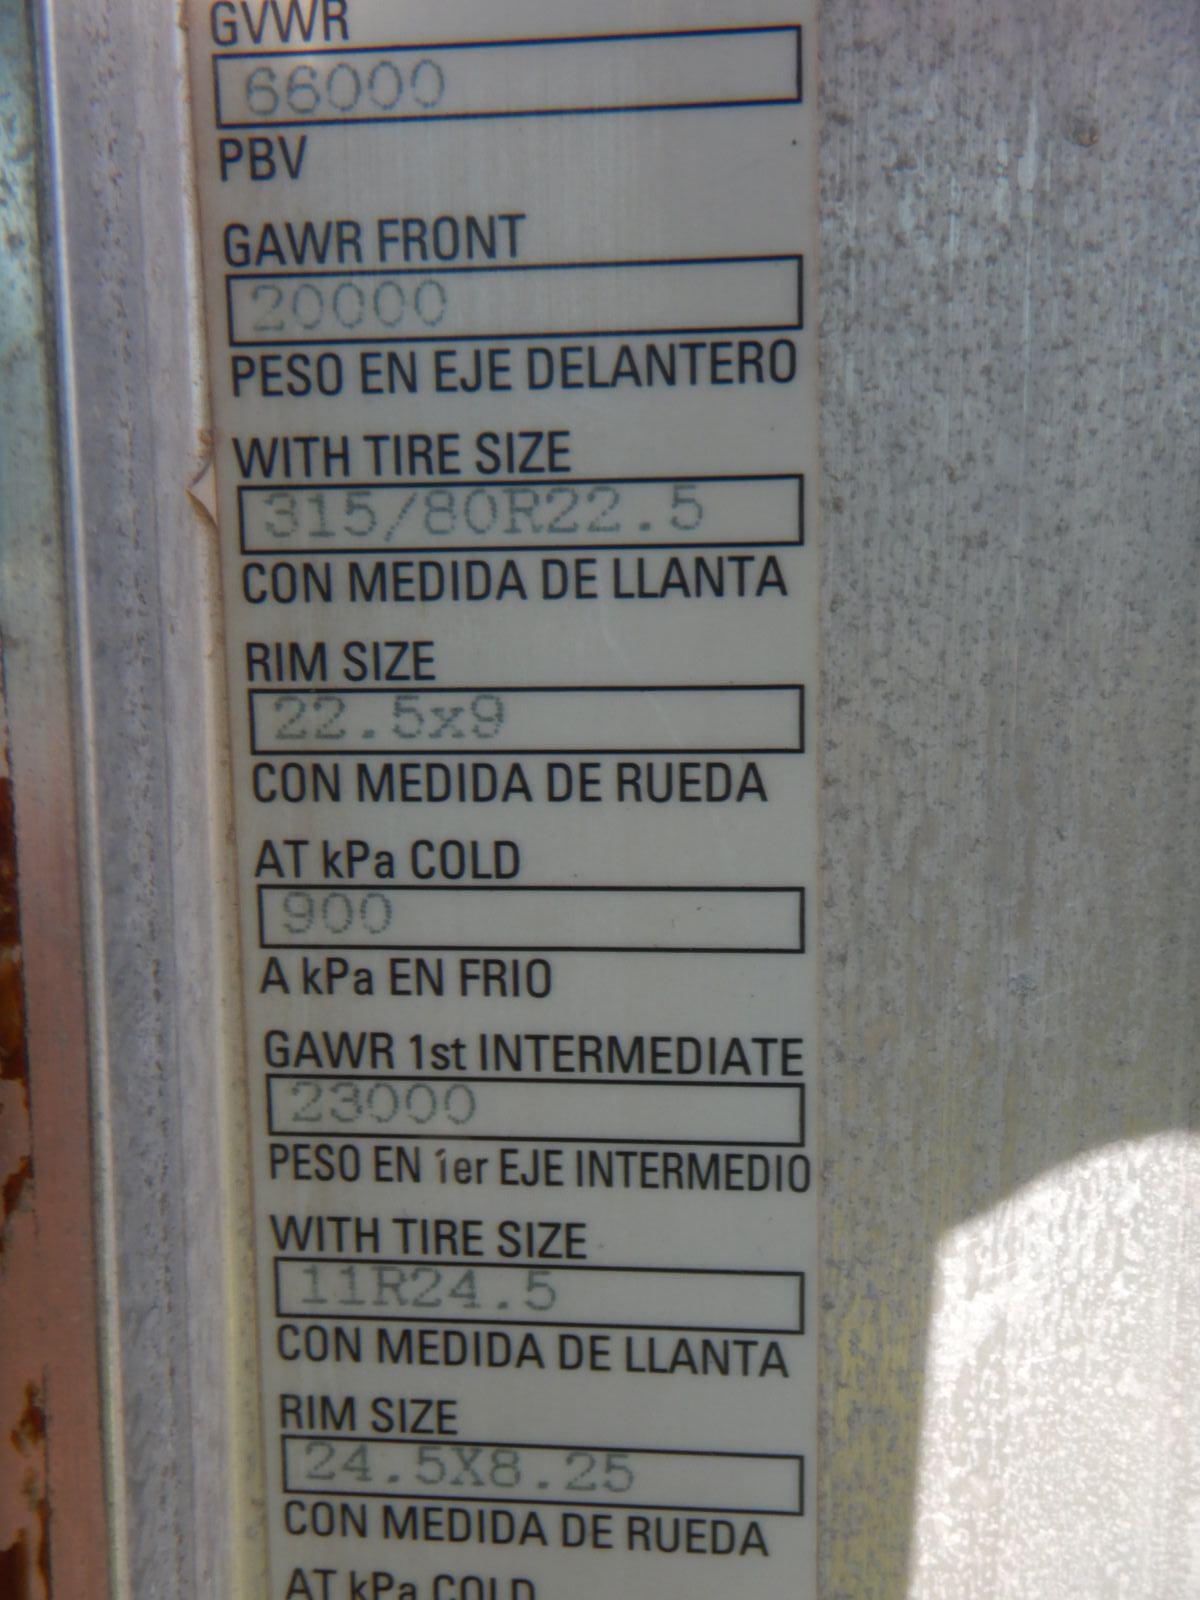 GVWR
66000
PBV
GAWR FRONT
20000
PESO EN EJE DELANTERO
WITH TIRE SIZE
315/80R22.5
CON MEDIDA DE LLANTA
RIM SIZE
22.5x9
CON MEDIDA DE RUEDA
AT kPa COLD
900
A kPa EN FRIO
GAWR 1st INTERMEDIATE
23000
PESO EN 1er EJE INTERMEDIO
WITH TIRE SIZE
11R24.5
CON MEDIDA DE LLANTA
RIM SIZE
24.5X8.25
CON MEDIDA DE RUEDA
AT kPa COLD